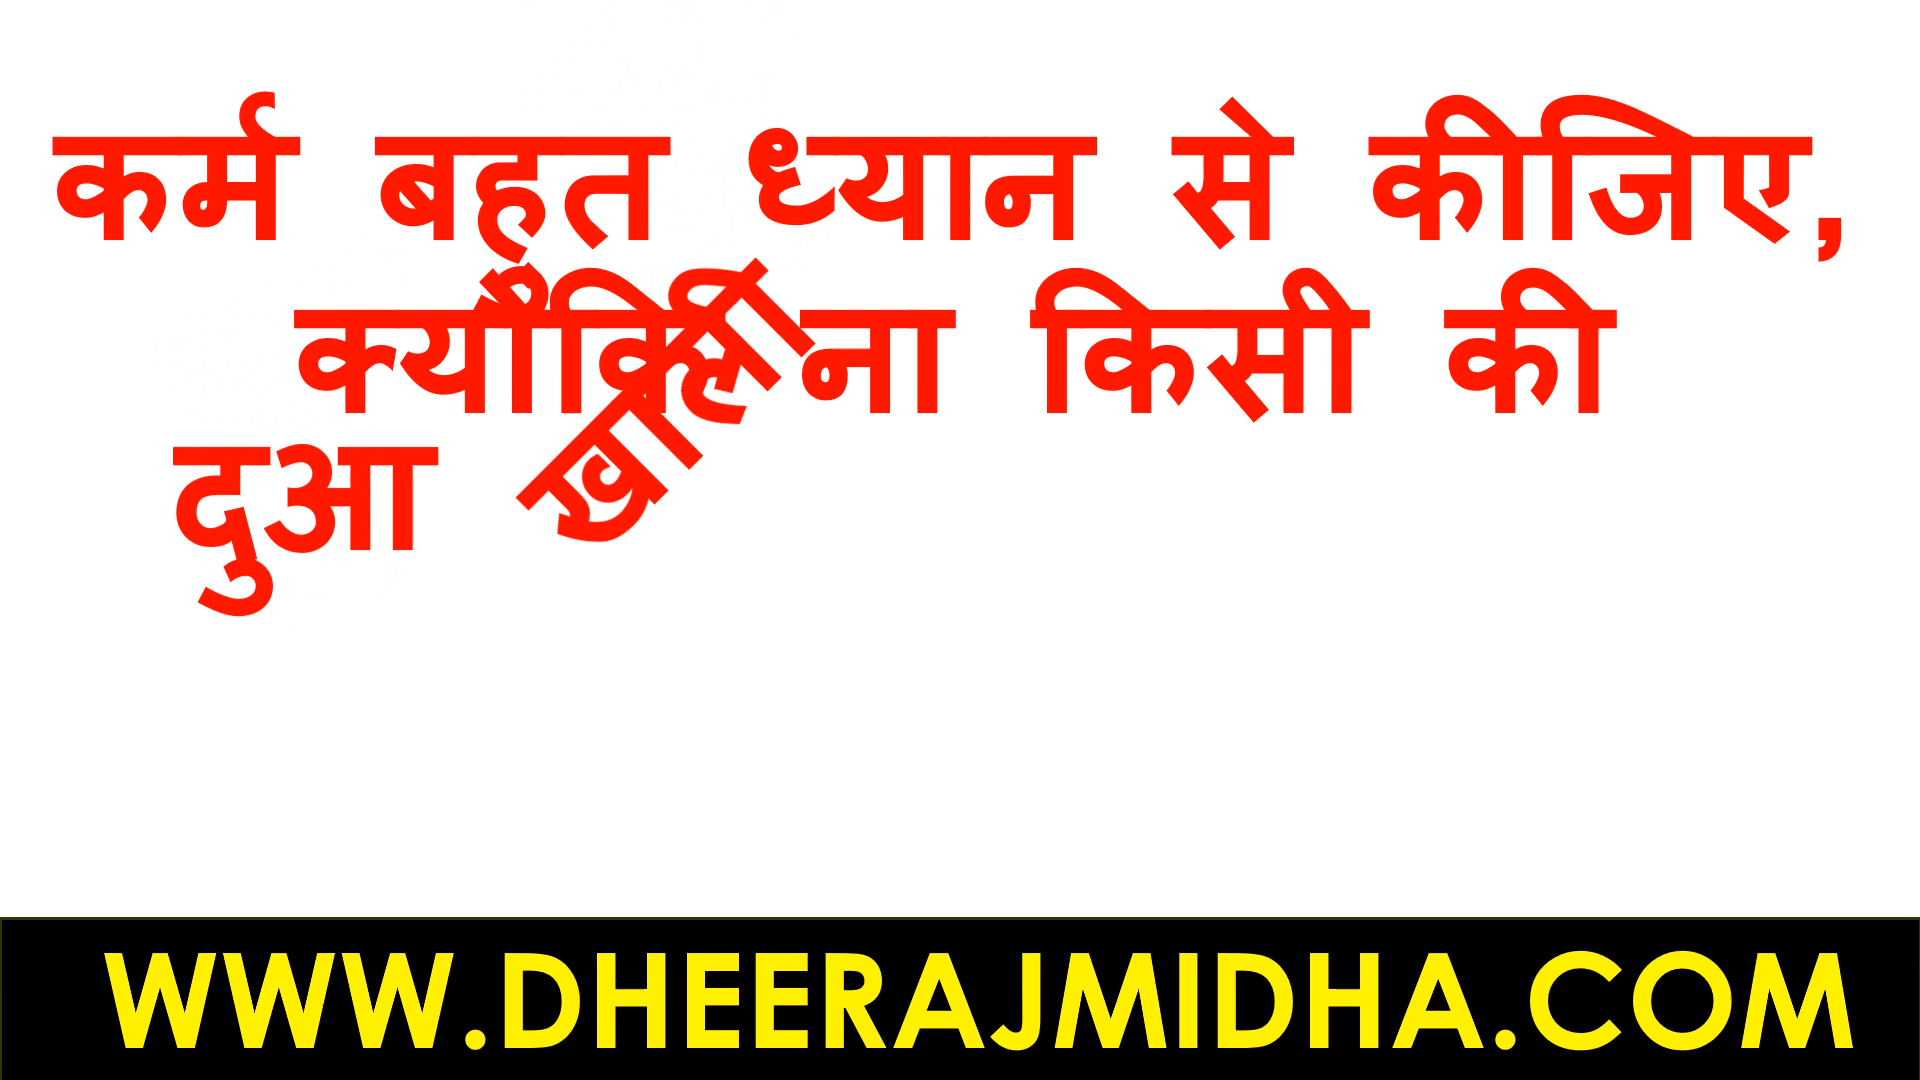 कर्म बहुत ध्यान से कीजिए,
क्योंकि ना किसी की
दुआ ख़ाली
WWW.DHEERAJMIDHA.COM